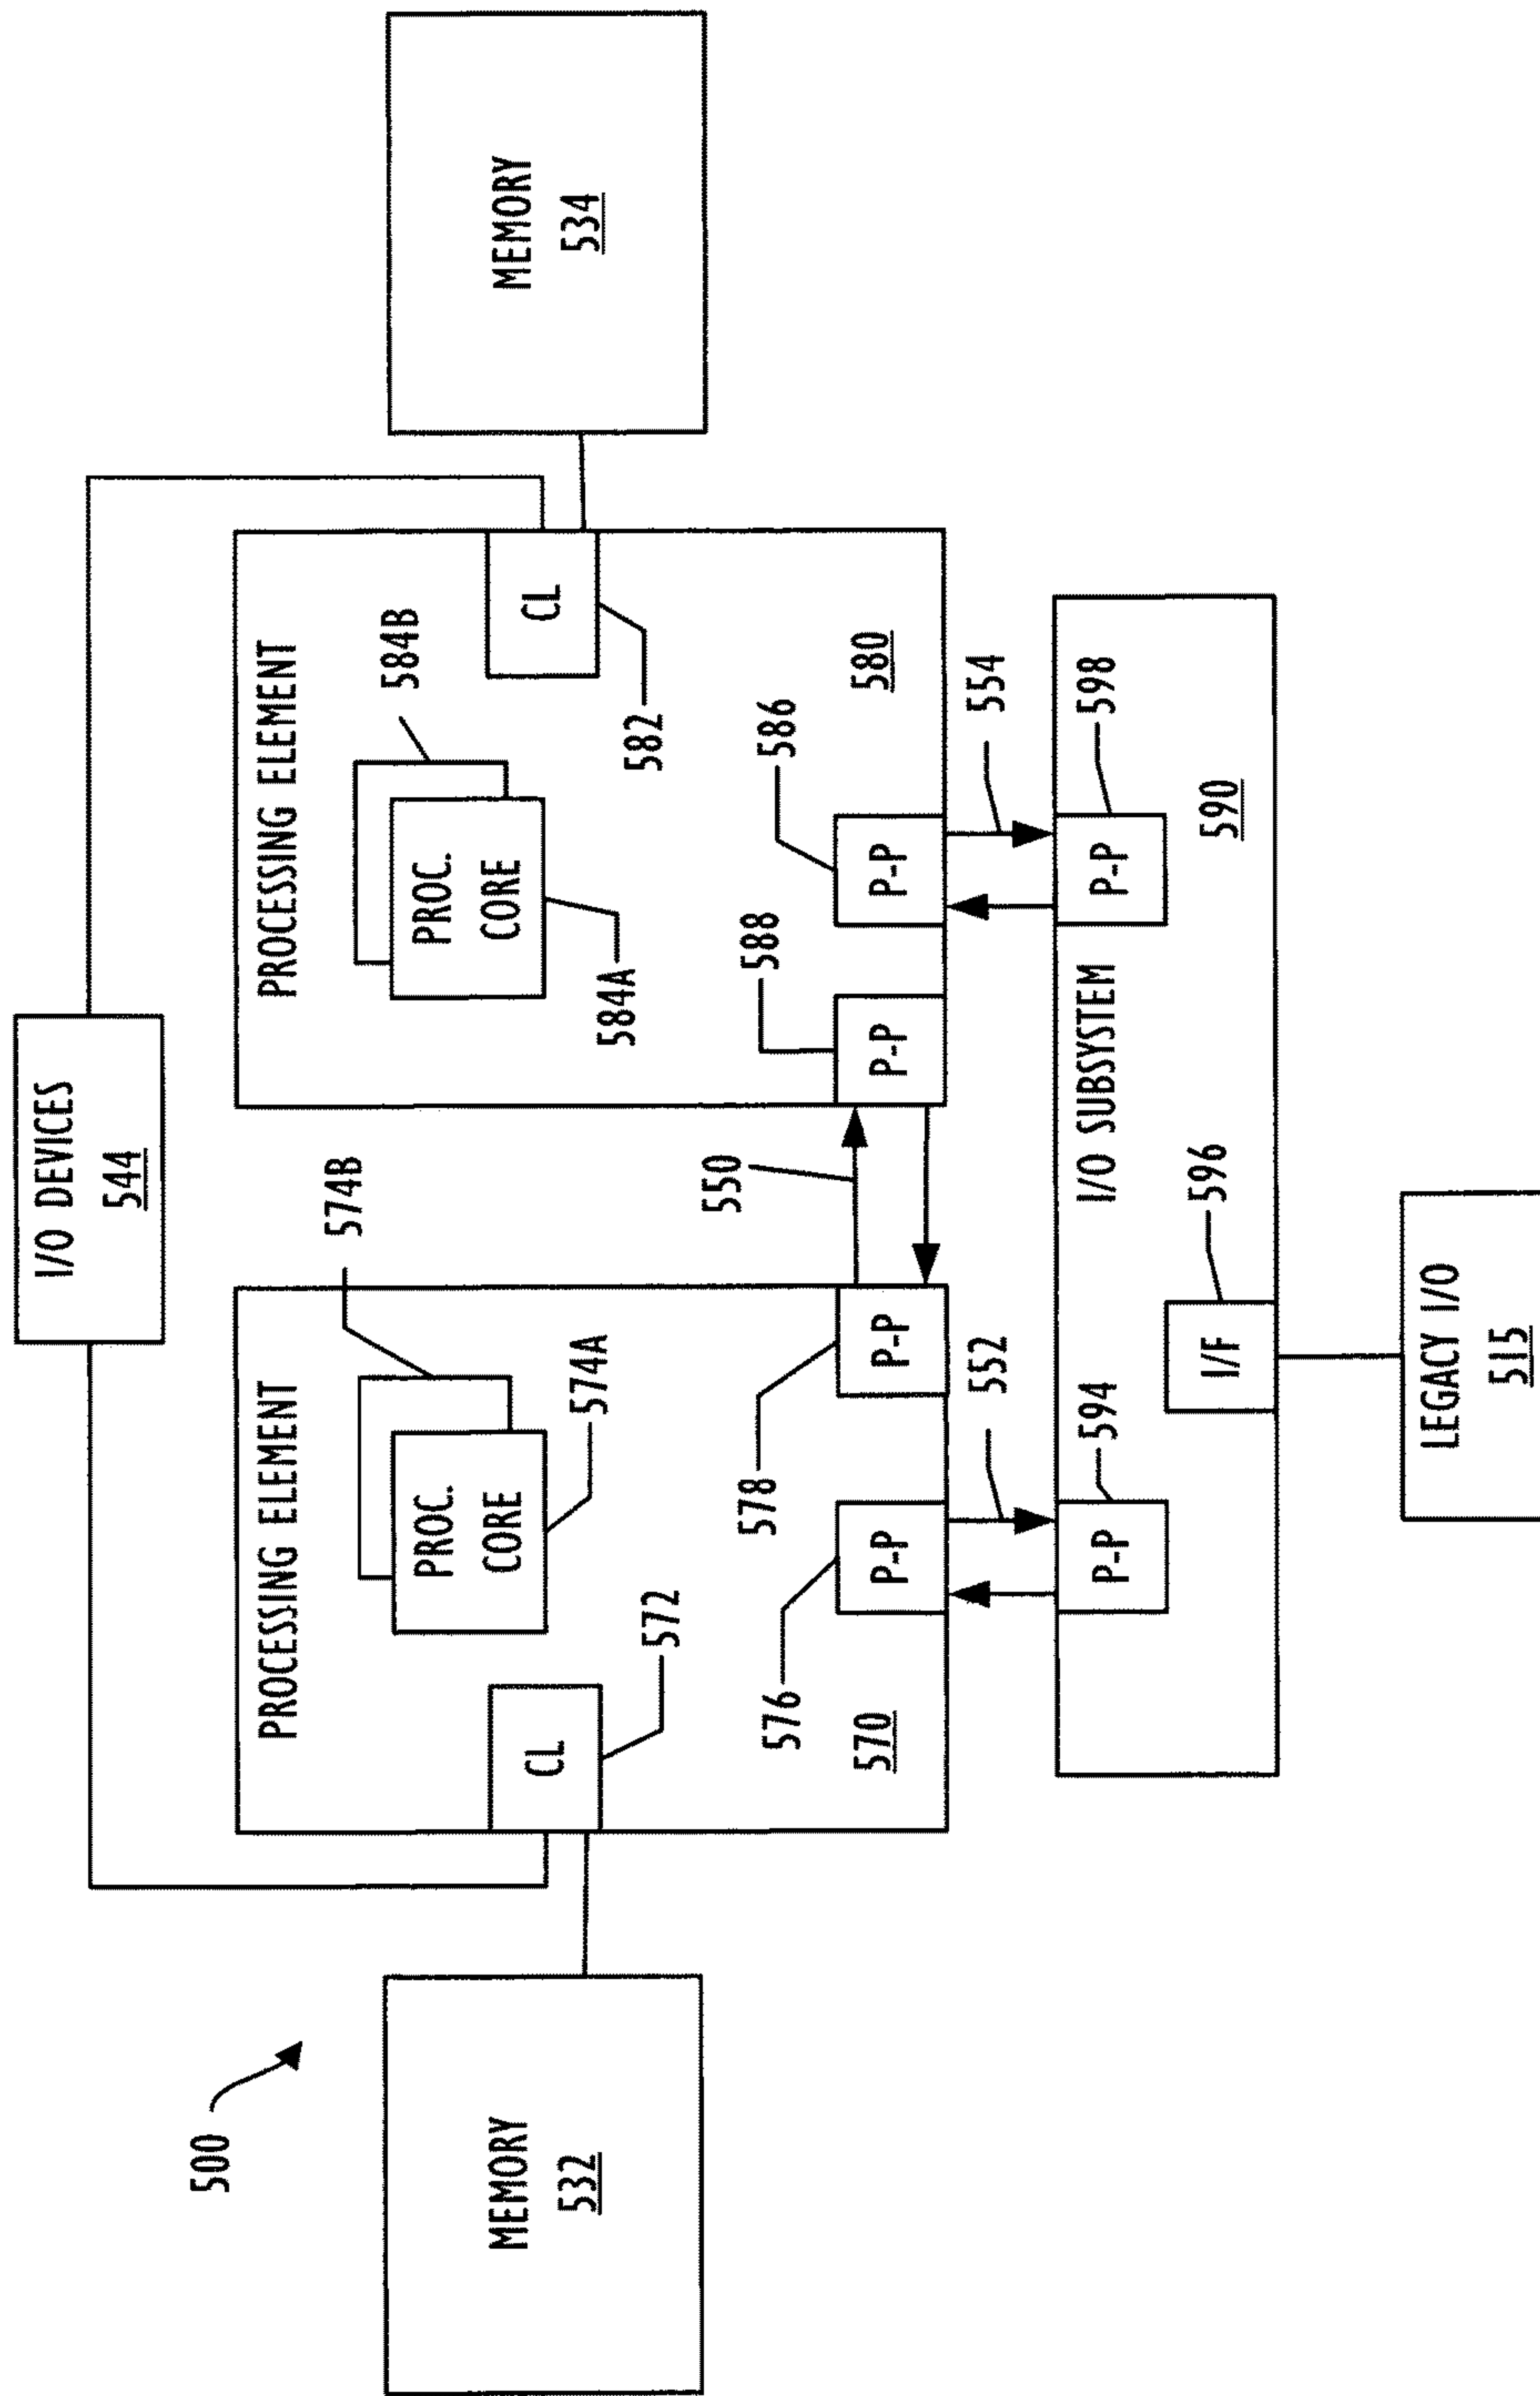 500
I/O DEVICES
544
MEMORY
532
PROCESSING ELEMENT
574B
PROC.
CORE
574A
CL
572
578
P-P
576
P-P
570
550
PROCESSING ELEMENT
584B
PROC.
CORE
584A
CL
582
588
P-P
586
P-P
580
MEMORY
534
552
554
594
P-P
I/O SUBSYSTEM
598
P-P
590
596
I/F
LEGACY I/O
515